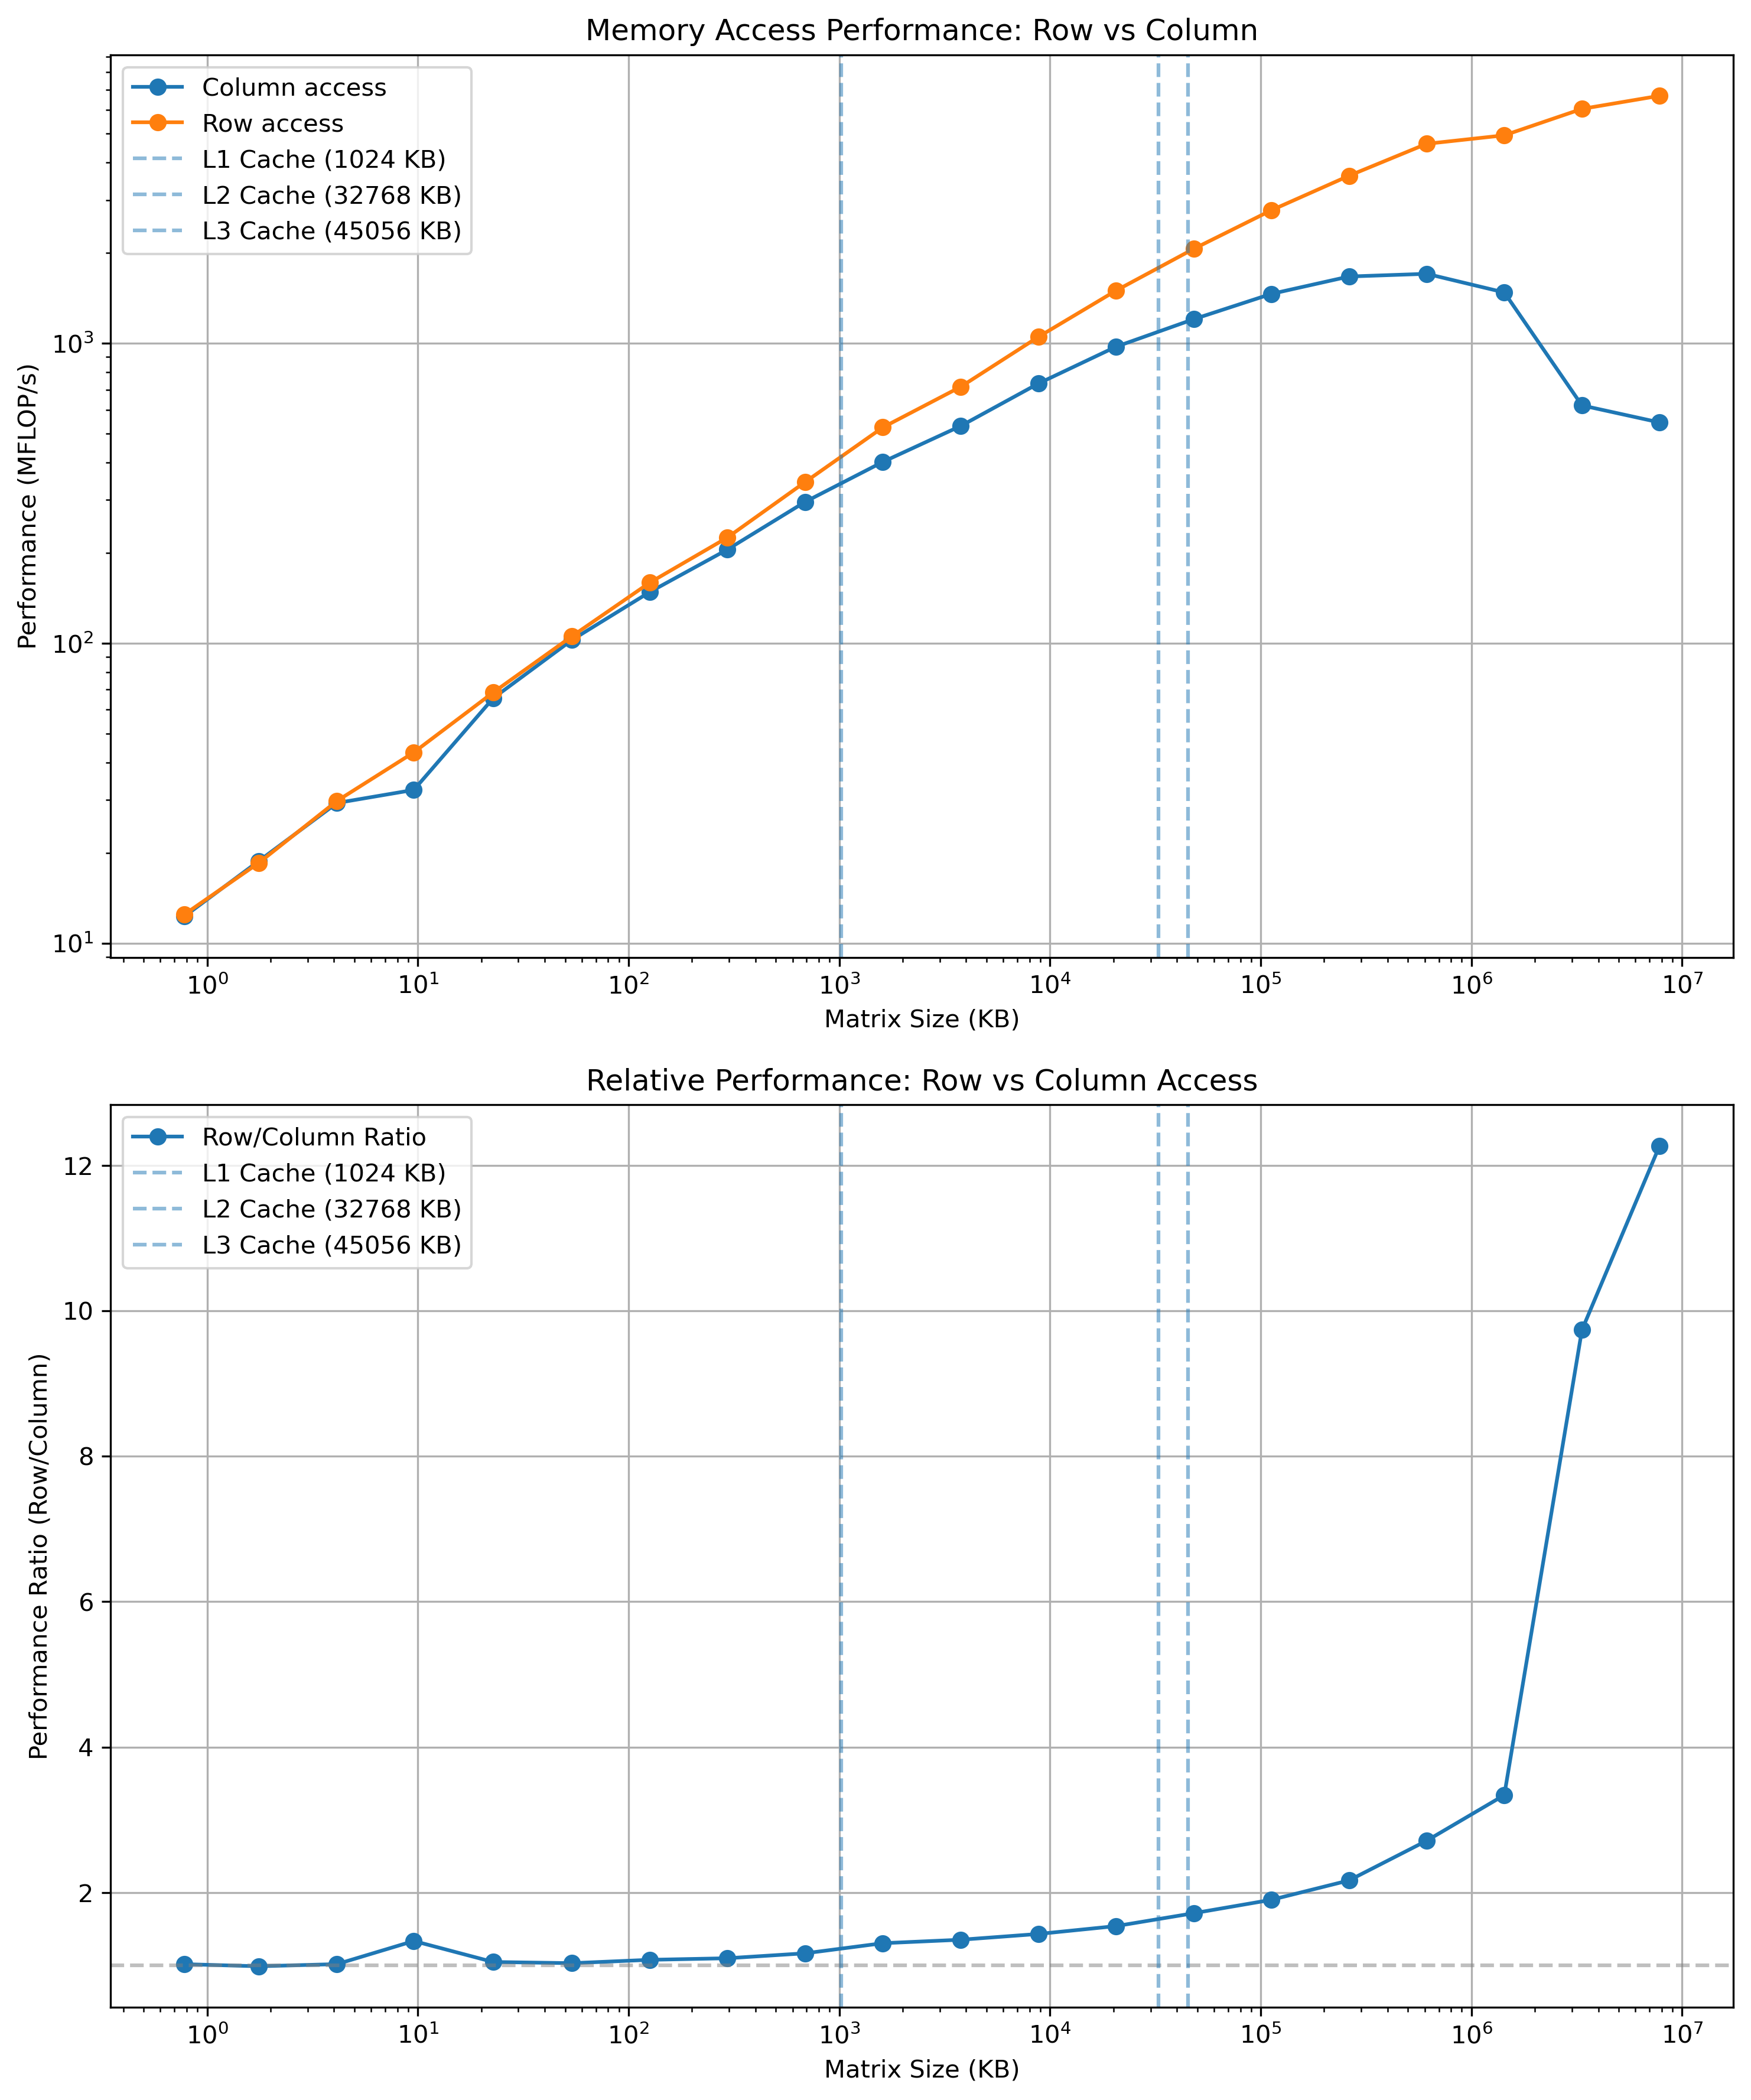 Memory Access Performance: Row vs Column
Column access
Row access
L1 Cache (1024 KB)
L2 Cache (32768 KB)
L3 Cache (45056 KB)
Performance (MFLOP/s)
10³
10²
10¹
10⁰ 10¹ 10² 10³ 10⁴ 10⁵ 10⁶ 10⁷
Matrix Size (KB)
Relative Performance: Row vs Column Access
Row/Column Ratio
L1 Cache (1024 KB)
L2 Cache (32768 KB)
L3 Cache (45056 KB)
Performance Ratio (Row/Column)
12
10
8
6
4
2
10⁰ 10¹ 10² 10³ 10⁴ 10⁵ 10⁶ 10⁷
Matrix Size (KB)